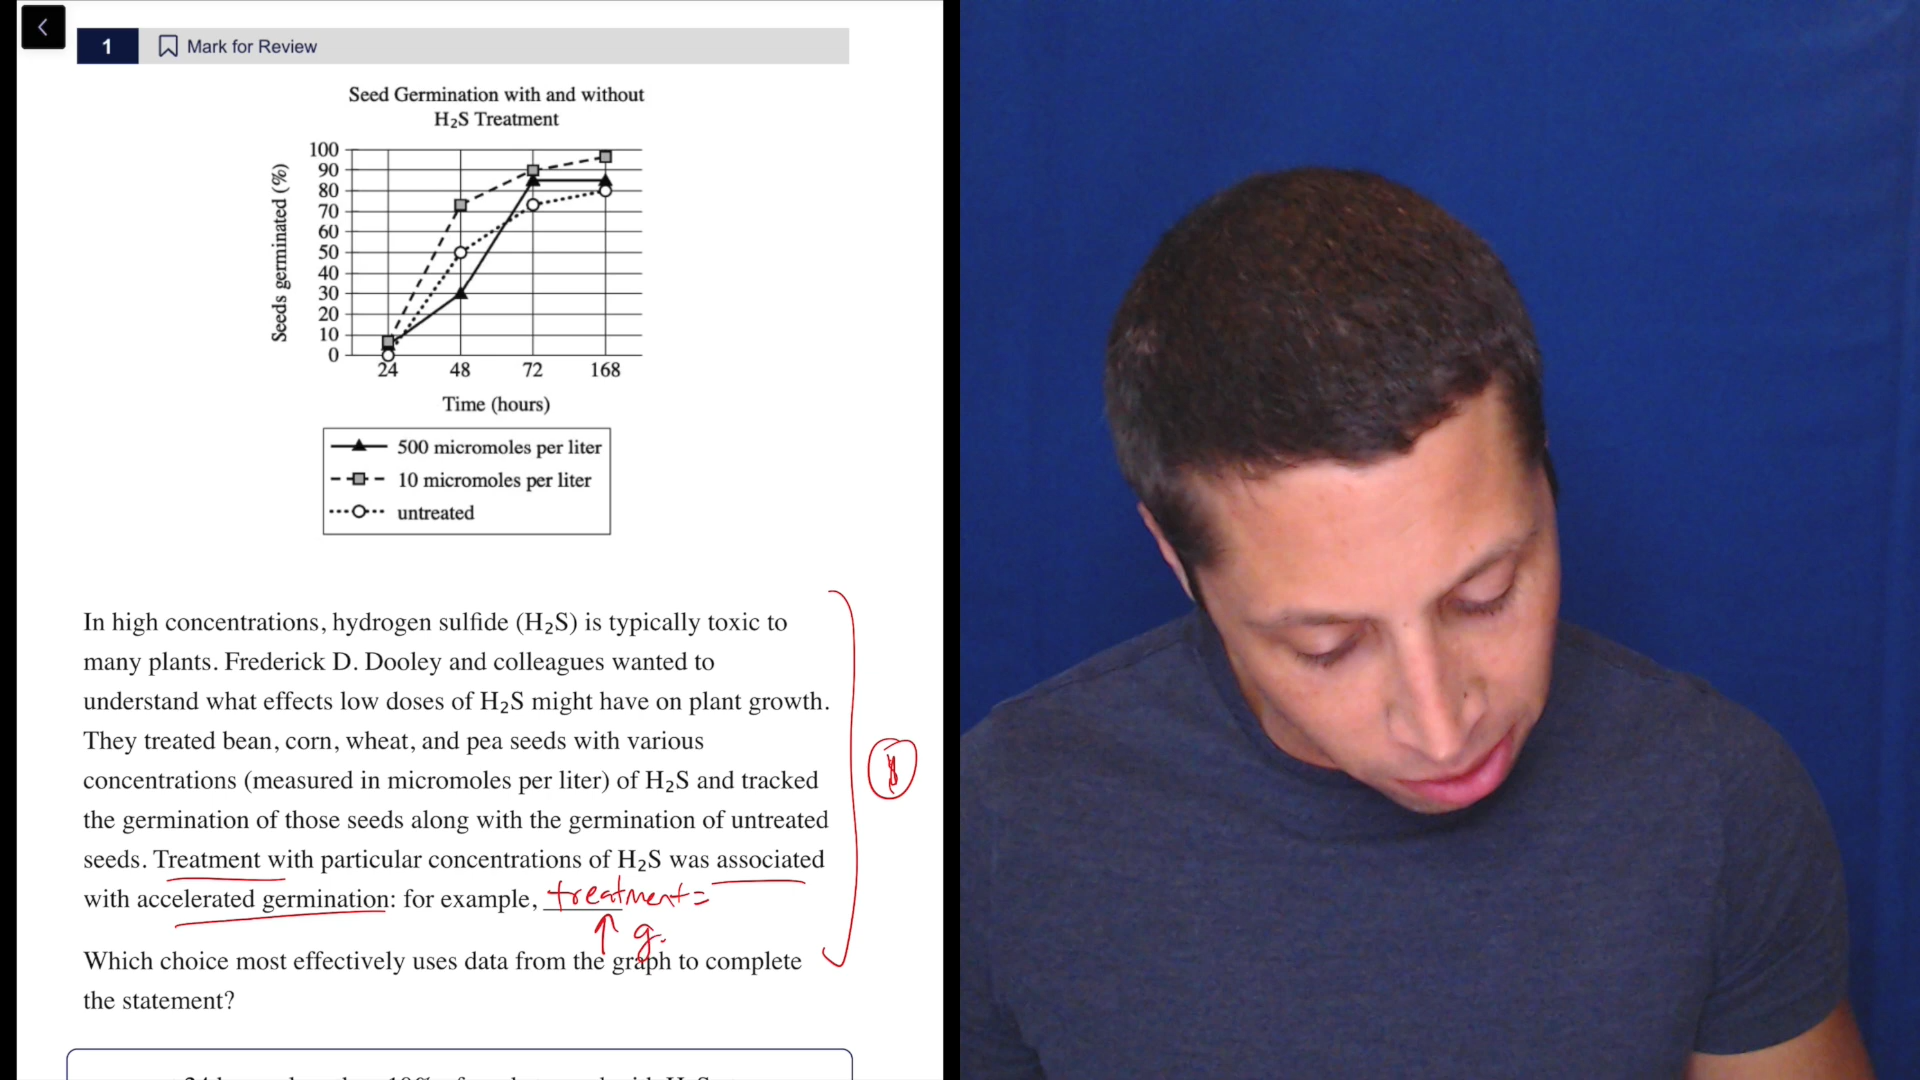 1 Mark for Review
Seed Germination with and without
H₂S Treatment
Seeds germinated (%)
100
90
80
70
60
50
40
30
20
10
0
24 48 72 168
Time (hours)
500 micromoles per liter
10 micromoles per liter
untreated
In high concentrations, hydrogen sulfide (H₂S) is typically toxic to
many plants. Frederick D. Dooley and colleagues wanted to
understand what effects low doses of H₂S might have on plant growth.
They treated bean, corn, wheat, and pea seeds with various
concentrations (measured in micromoles per liter) of H₂S and tracked
the germination of those seeds along with the germination of untreated
seeds. Treatment with particular concentrations of H₂S was associated
with accelerated germination: for example, treatment=
↑ g.
Which choice most effectively uses data from the graph to complete
the statement?